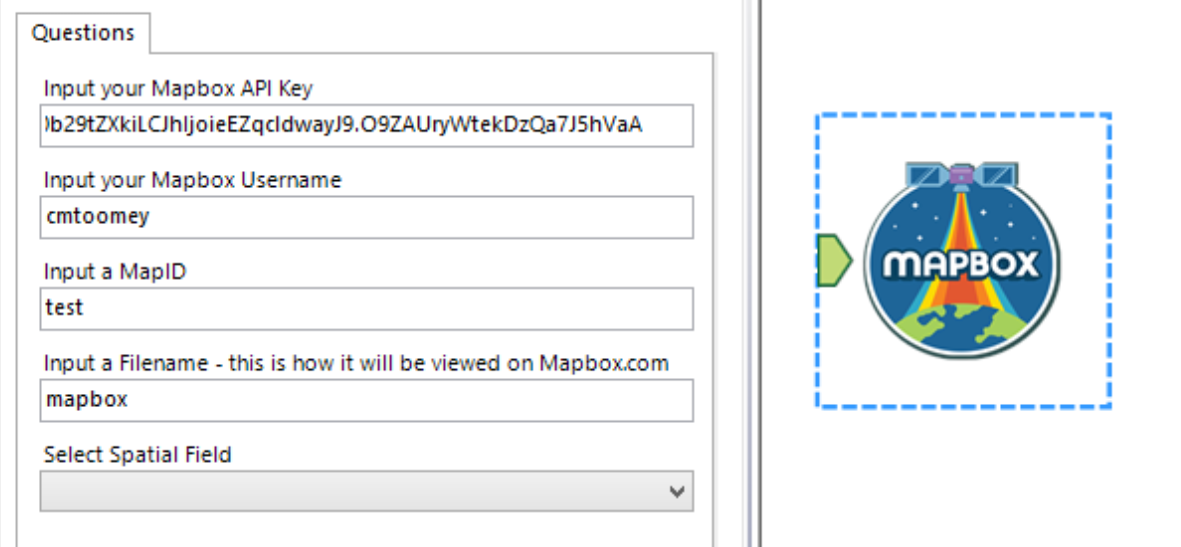 Questions
Input your Mapbox API Key
)b29tZXkiLCJhIjoieEZqcldwayJ9.O9ZAUryWtekDzQa7J5hVaA
Input your Mapbox Username
cmtoomey
Input a MapID
test
Input a Filename - this is how it will be viewed on Mapbox.com
mapbox
Select Spatial Field
MAPBOX